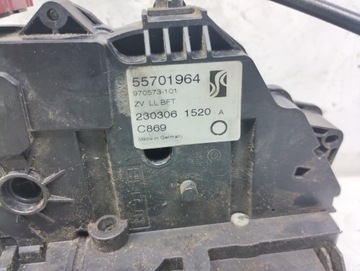 55701964
970573-101
ZV LL BFT
230306 1520 A
C869
Made in Germany